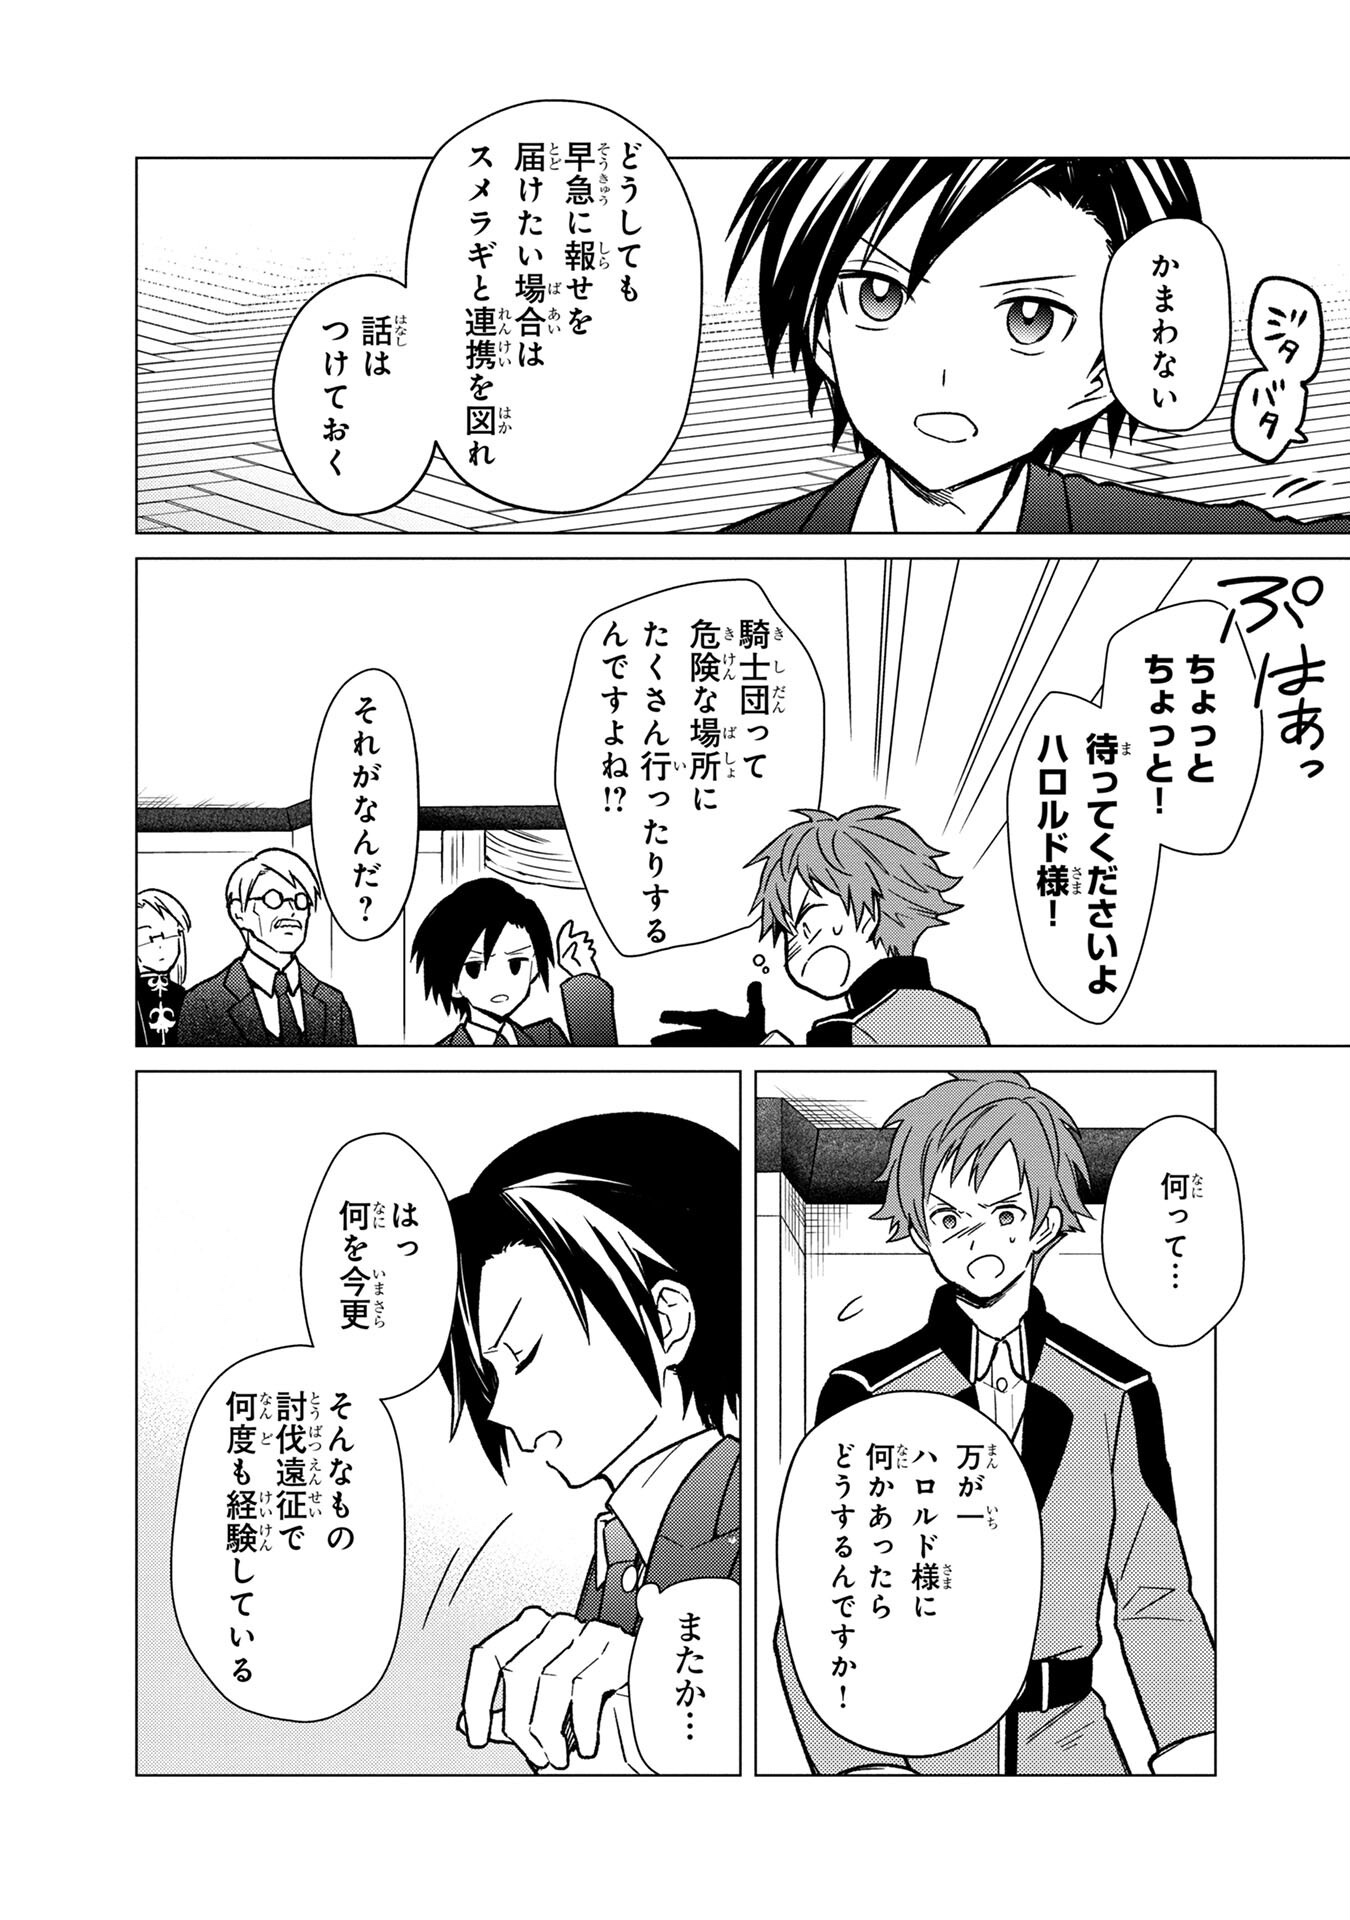 かまわない
ジタ
バタ
どうしても
早急に報せを
届けたい場合は
スメラギと連携を図れ
話は
つけておく
ぷはぁっ
ちょっと
ちょっと!
待ってくださいよ
ハロルド様!
騎士団って
危険な場所に
たくさん行ったりする
んですよね!?
それがなんだ?
何って…
万が一
ハロルド様に
何かあったら
どうするんですか!
またか…
はっ
何を今更
そんなもの
討伐遠征で
何度も経験している